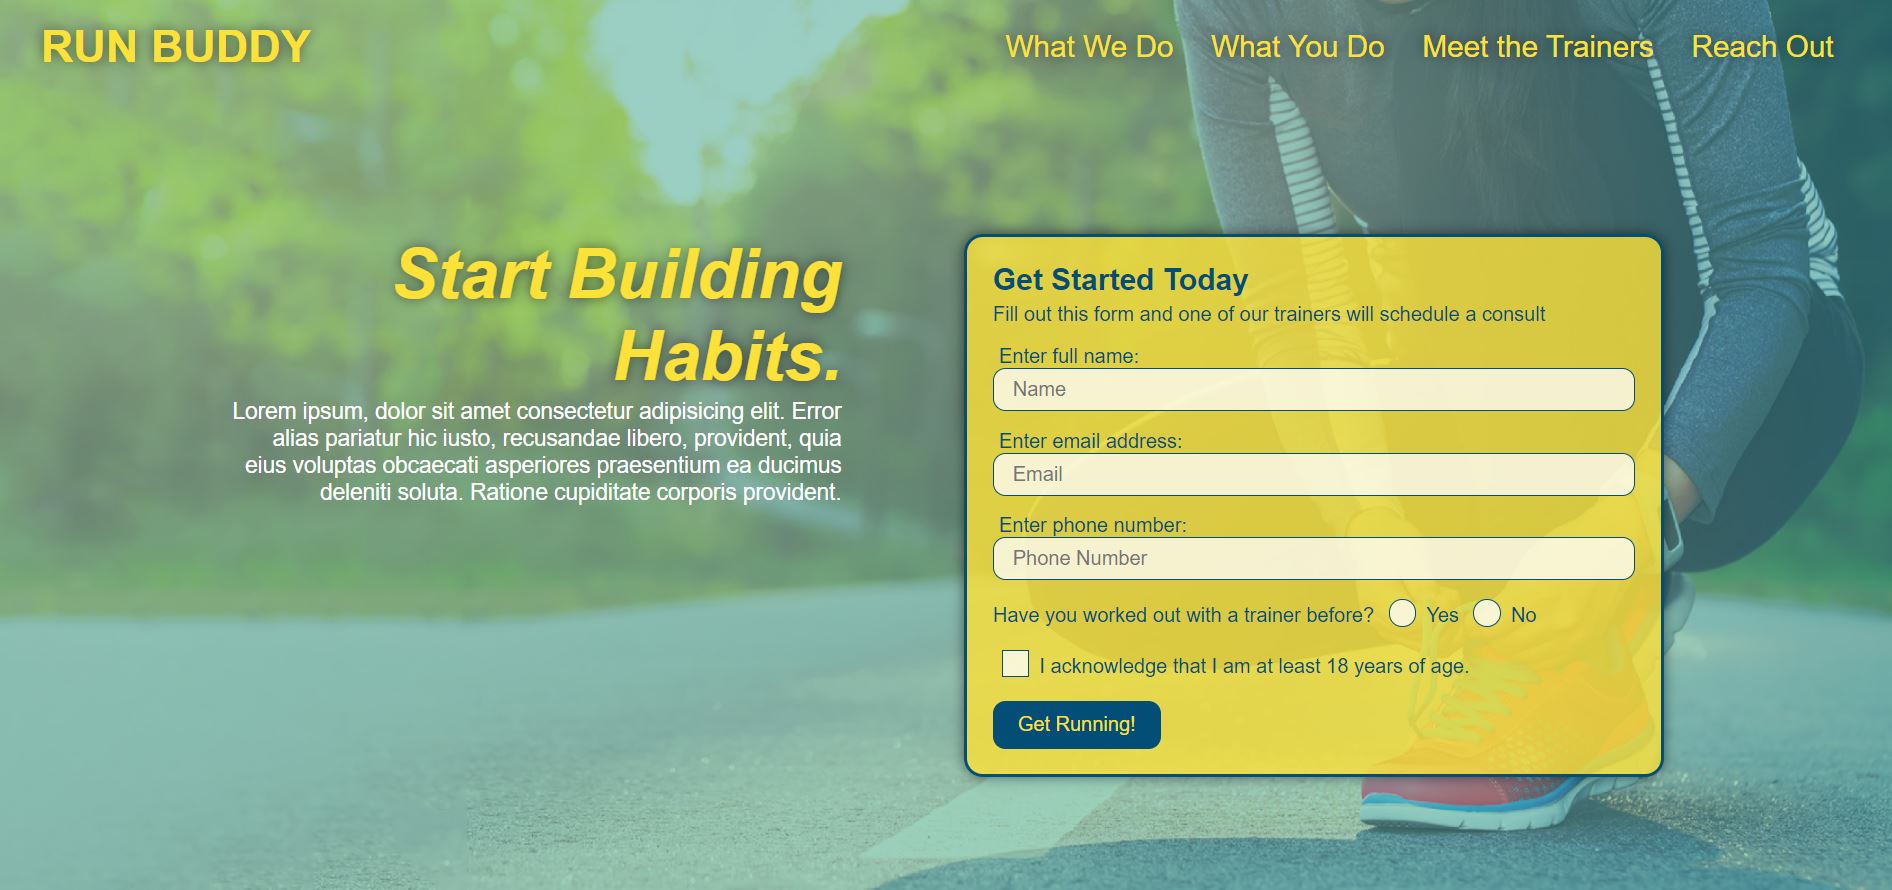 RUN BUDDY
What We Do
What You Do
Meet the Trainers
Reach Out
Start Building
Habits.
Lorem ipsum, dolor sit amet consectetur adipisicing elit. Error
alias pariatur hic iusto, recusandae libero, provident, quia
eius voluptas obcaecati asperiores praesentium ea ducimus
deleniti soluta. Ratione cupiditate corporis provident.
Get Started Today
Fill out this form and one of our trainers will schedule a consult
Enter full name:
Name
Enter email address:
Email
Enter phone number:
Phone Number
Have you worked out with a trainer before? Yes No
I acknowledge that I am at least 18 years of age.
Get Running!